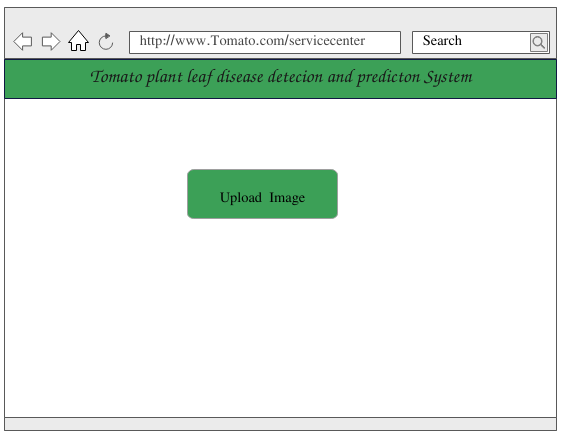 http://www.Tomato.com/servicecenter
Search
Tomato plant leaf disease detecion and predicton System
Upload Image